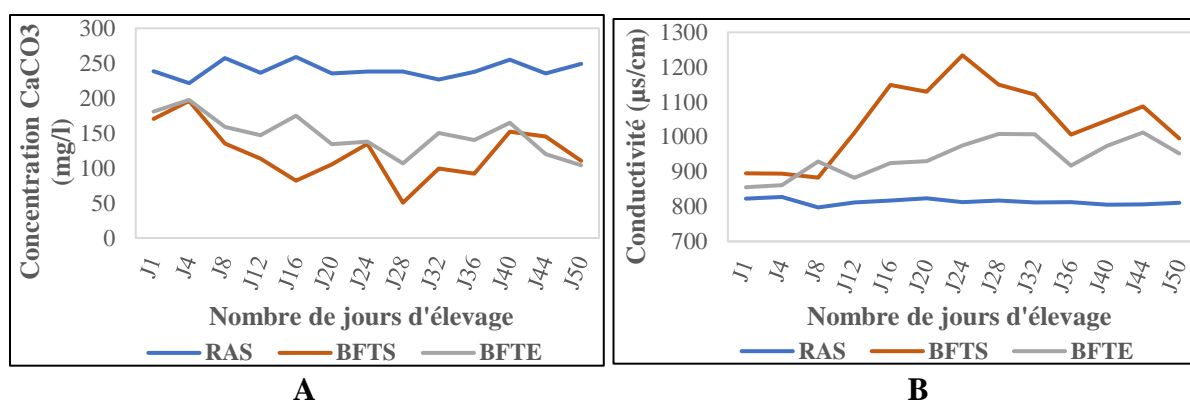 Concentration CaCO3
(mg/l)
300
250
200
150
100
50
0
J1 J4 J8 J12 J16 J20 J24 J28 J32 J36 J40 J44 J50
Nombre de jours d'élevage
RAS BFTS BFTE
A
Conductivité (µs/cm)
1300
1200
1100
1000
900
800
700
J1 J4 J8 J12 J16 J20 J24 J28 J32 J36 J40 J44 J50
Nombre de jours d'élevage
RAS BFTS BFTE
B